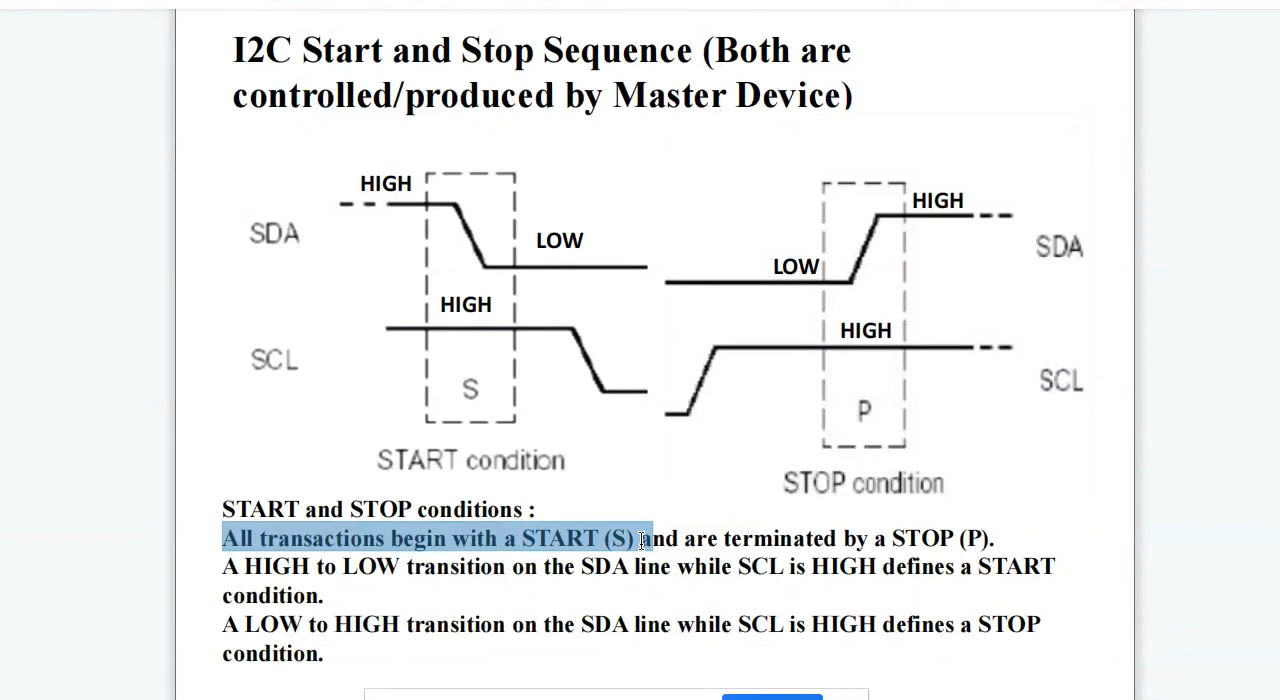 I2C Start and Stop Sequence (Both are
controlled/produced by Master Device)
HIGH
SDA
LOW
HIGH
SCL
S
START condition
HIGH
SDA
LOW
HIGH
SCL
P
STOP condition
START and STOP conditions :
All transactions begin with a START (S) and are terminated by a STOP (P).
A HIGH to LOW transition on the SDA line while SCL is HIGH defines a START
condition.
A LOW to HIGH transition on the SDA line while SCL is HIGH defines a STOP
condition.